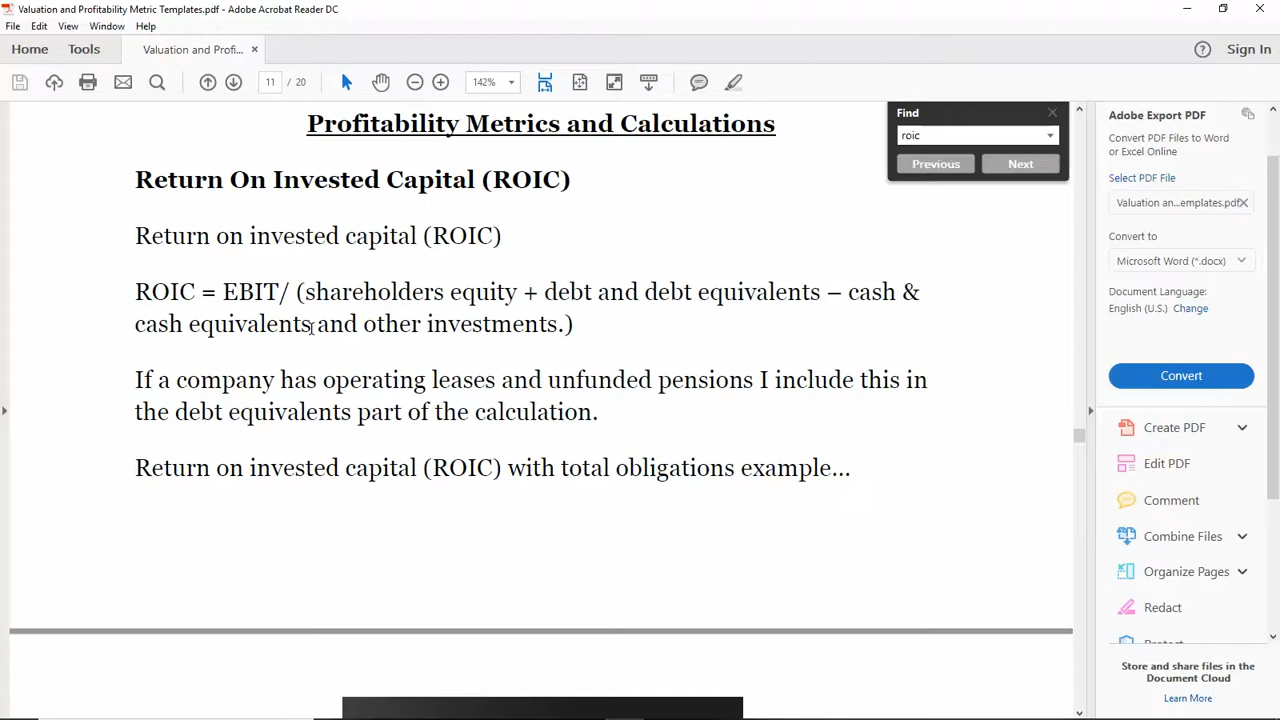 Valuation and Profitability Metric Templates.pdf - Adobe Acrobat Reader DC
File Edit View Window Help
Home Tools Valuation and Profi... × Sign In
11 / 20 142%
Profitability Metrics and Calculations
Return On Invested Capital (ROIC)
Return on invested capital (ROIC)
ROIC = EBIT/ (shareholders equity + debt and debt equivalents – cash &
cash equivalents and other investments.)
If a company has operating leases and unfunded pensions I include this in
the debt equivalents part of the calculation.
Return on invested capital (ROIC) with total obligations example…
Find
roic
Previous Next
Adobe Export PDF
Convert PDF Files to Word
or Excel Online
Select PDF File
Valuation an...emplates.pdf
Convert to
Microsoft Word (*.docx)
Document Language:
English (U.S.) Change
Convert
Create PDF
Edit PDF
Comment
Combine Files
Organize Pages
Redact
Protect
Store and share files in the
Document Cloud
Learn More